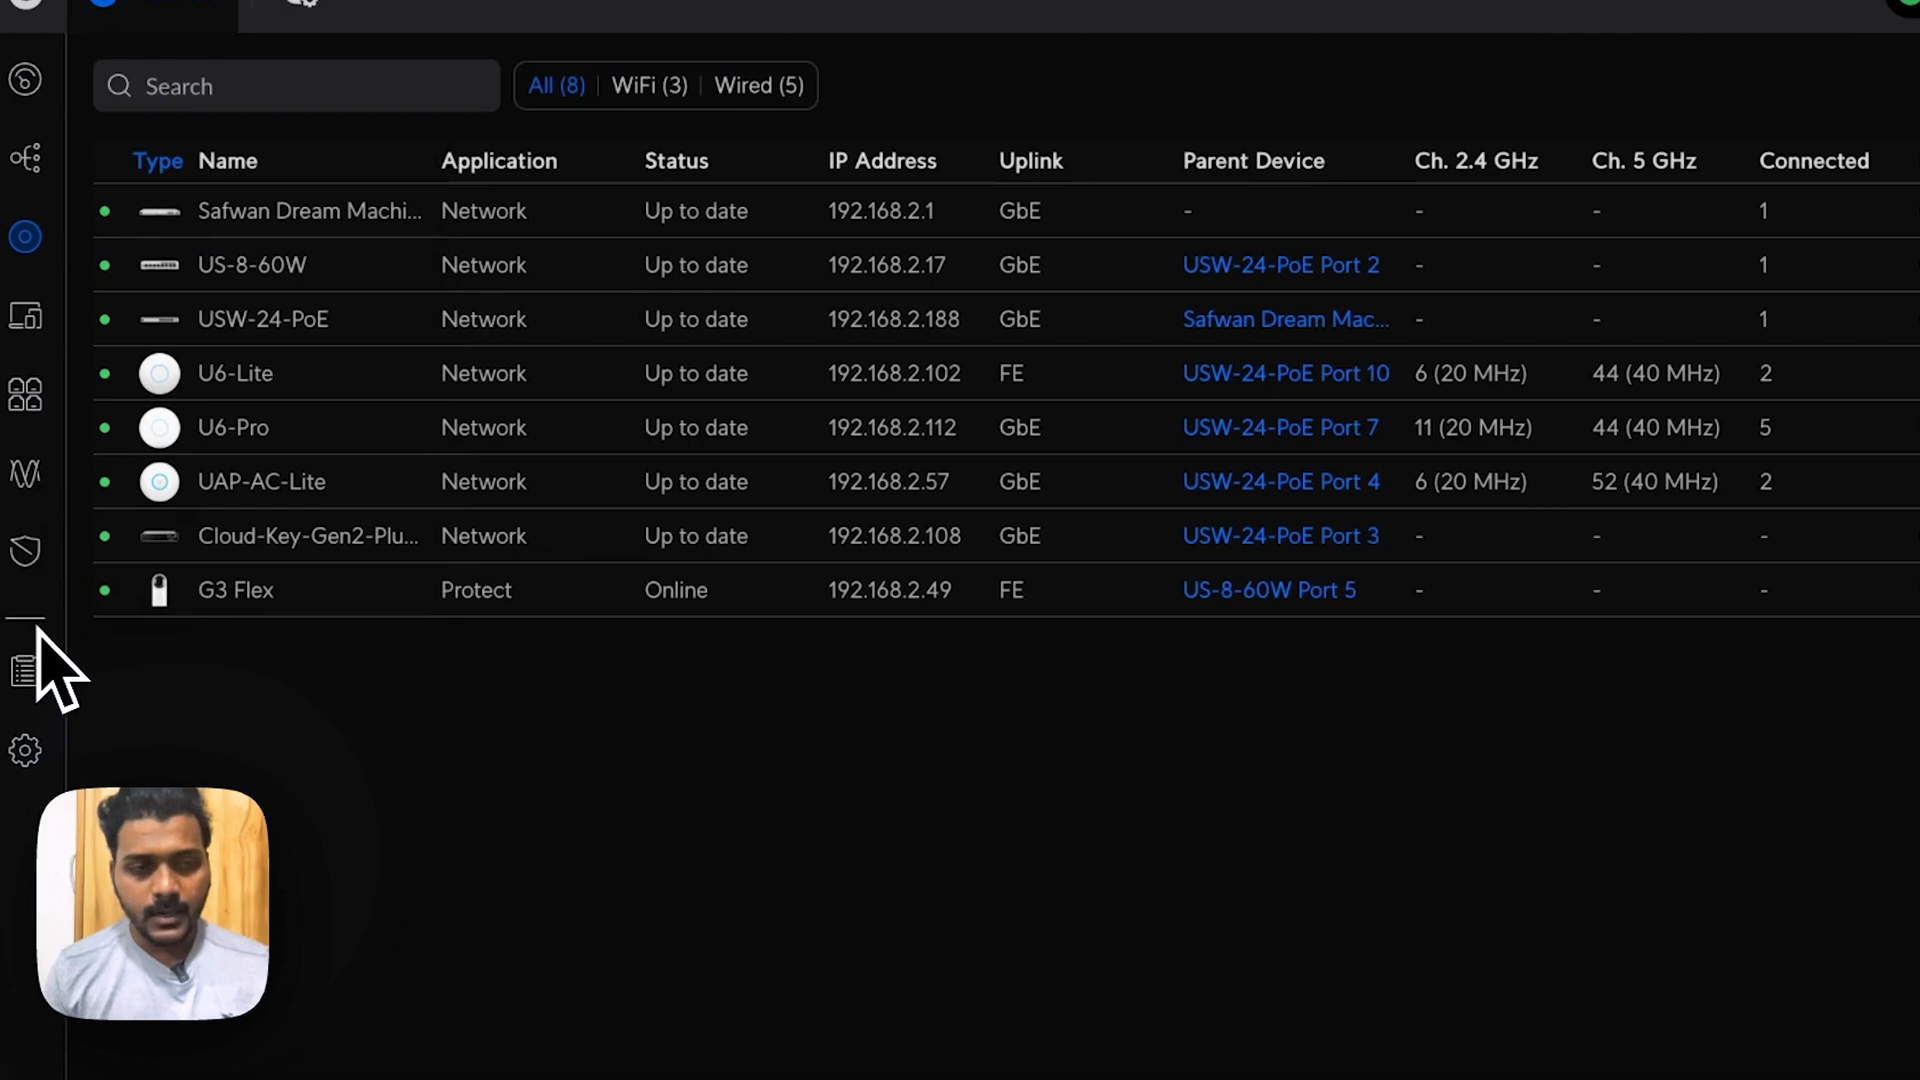 Search
All (8) WiFi (3) Wired (5)
Type Name Application Status IP Address Uplink Parent Device Ch. 2.4 GHz Ch. 5 GHz Connected
Safwan Dream Machi... Network Up to date 192.168.2.1 GbE - - - 1
US-8-60W Network Up to date 192.168.2.17 GbE USW-24-PoE Port 2 - - 1
USW-24-PoE Network Up to date 192.168.2.188 GbE Safwan Dream Mac... - - 1
U6-Lite Network Up to date 192.168.2.102 FE USW-24-PoE Port 10 6 (20 MHz) 44 (40 MHz) 2
U6-Pro Network Up to date 192.168.2.112 GbE USW-24-PoE Port 7 11 (20 MHz) 44 (40 MHz) 5
UAP-AC-Lite Network Up to date 192.168.2.57 GbE USW-24-PoE Port 4 6 (20 MHz) 52 (40 MHz) 2
Cloud-Key-Gen2-Plu... Network Up to date 192.168.2.108 GbE USW-24-PoE Port 3 - - -
G3 Flex Protect Online 192.168.2.49 FE US-8-60W Port 5 - - -